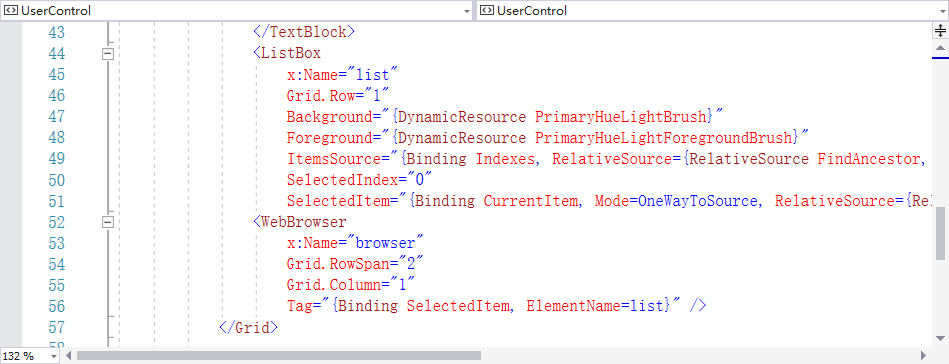 UserControl UserControl
43 </TextBlock>
44 <ListBox
45 x:Name="list"
46 Grid.Row="1"
47 Background="{DynamicResource PrimaryHueLightBrush}"
48 Foreground="{DynamicResource PrimaryHueLightForegroundBrush}"
49 ItemsSource="{Binding Indexes, RelativeSource={RelativeSource FindAncestor,
50 SelectedIndex="0"
51 SelectedItem="{Binding CurrentItem, Mode=OneWayToSource, RelativeSource={Rel
52 <WebBrowser
53 x:Name="browser"
54 Grid.RowSpan="2"
55 Grid.Column="1"
56 Tag="{Binding SelectedItem, ElementName=list}" />
57 </Grid>
58
132 %